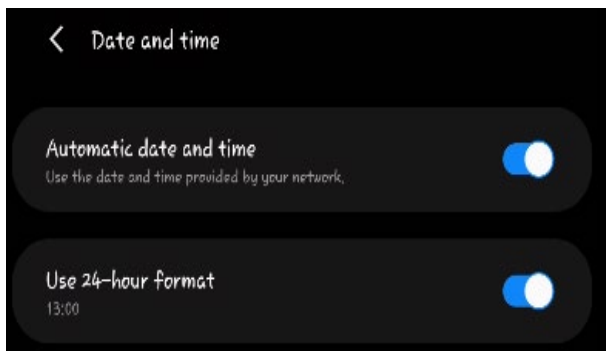 Date and time
Automatic date and time
Use the date and time provided by your network.
Use 24-hour format
13:00